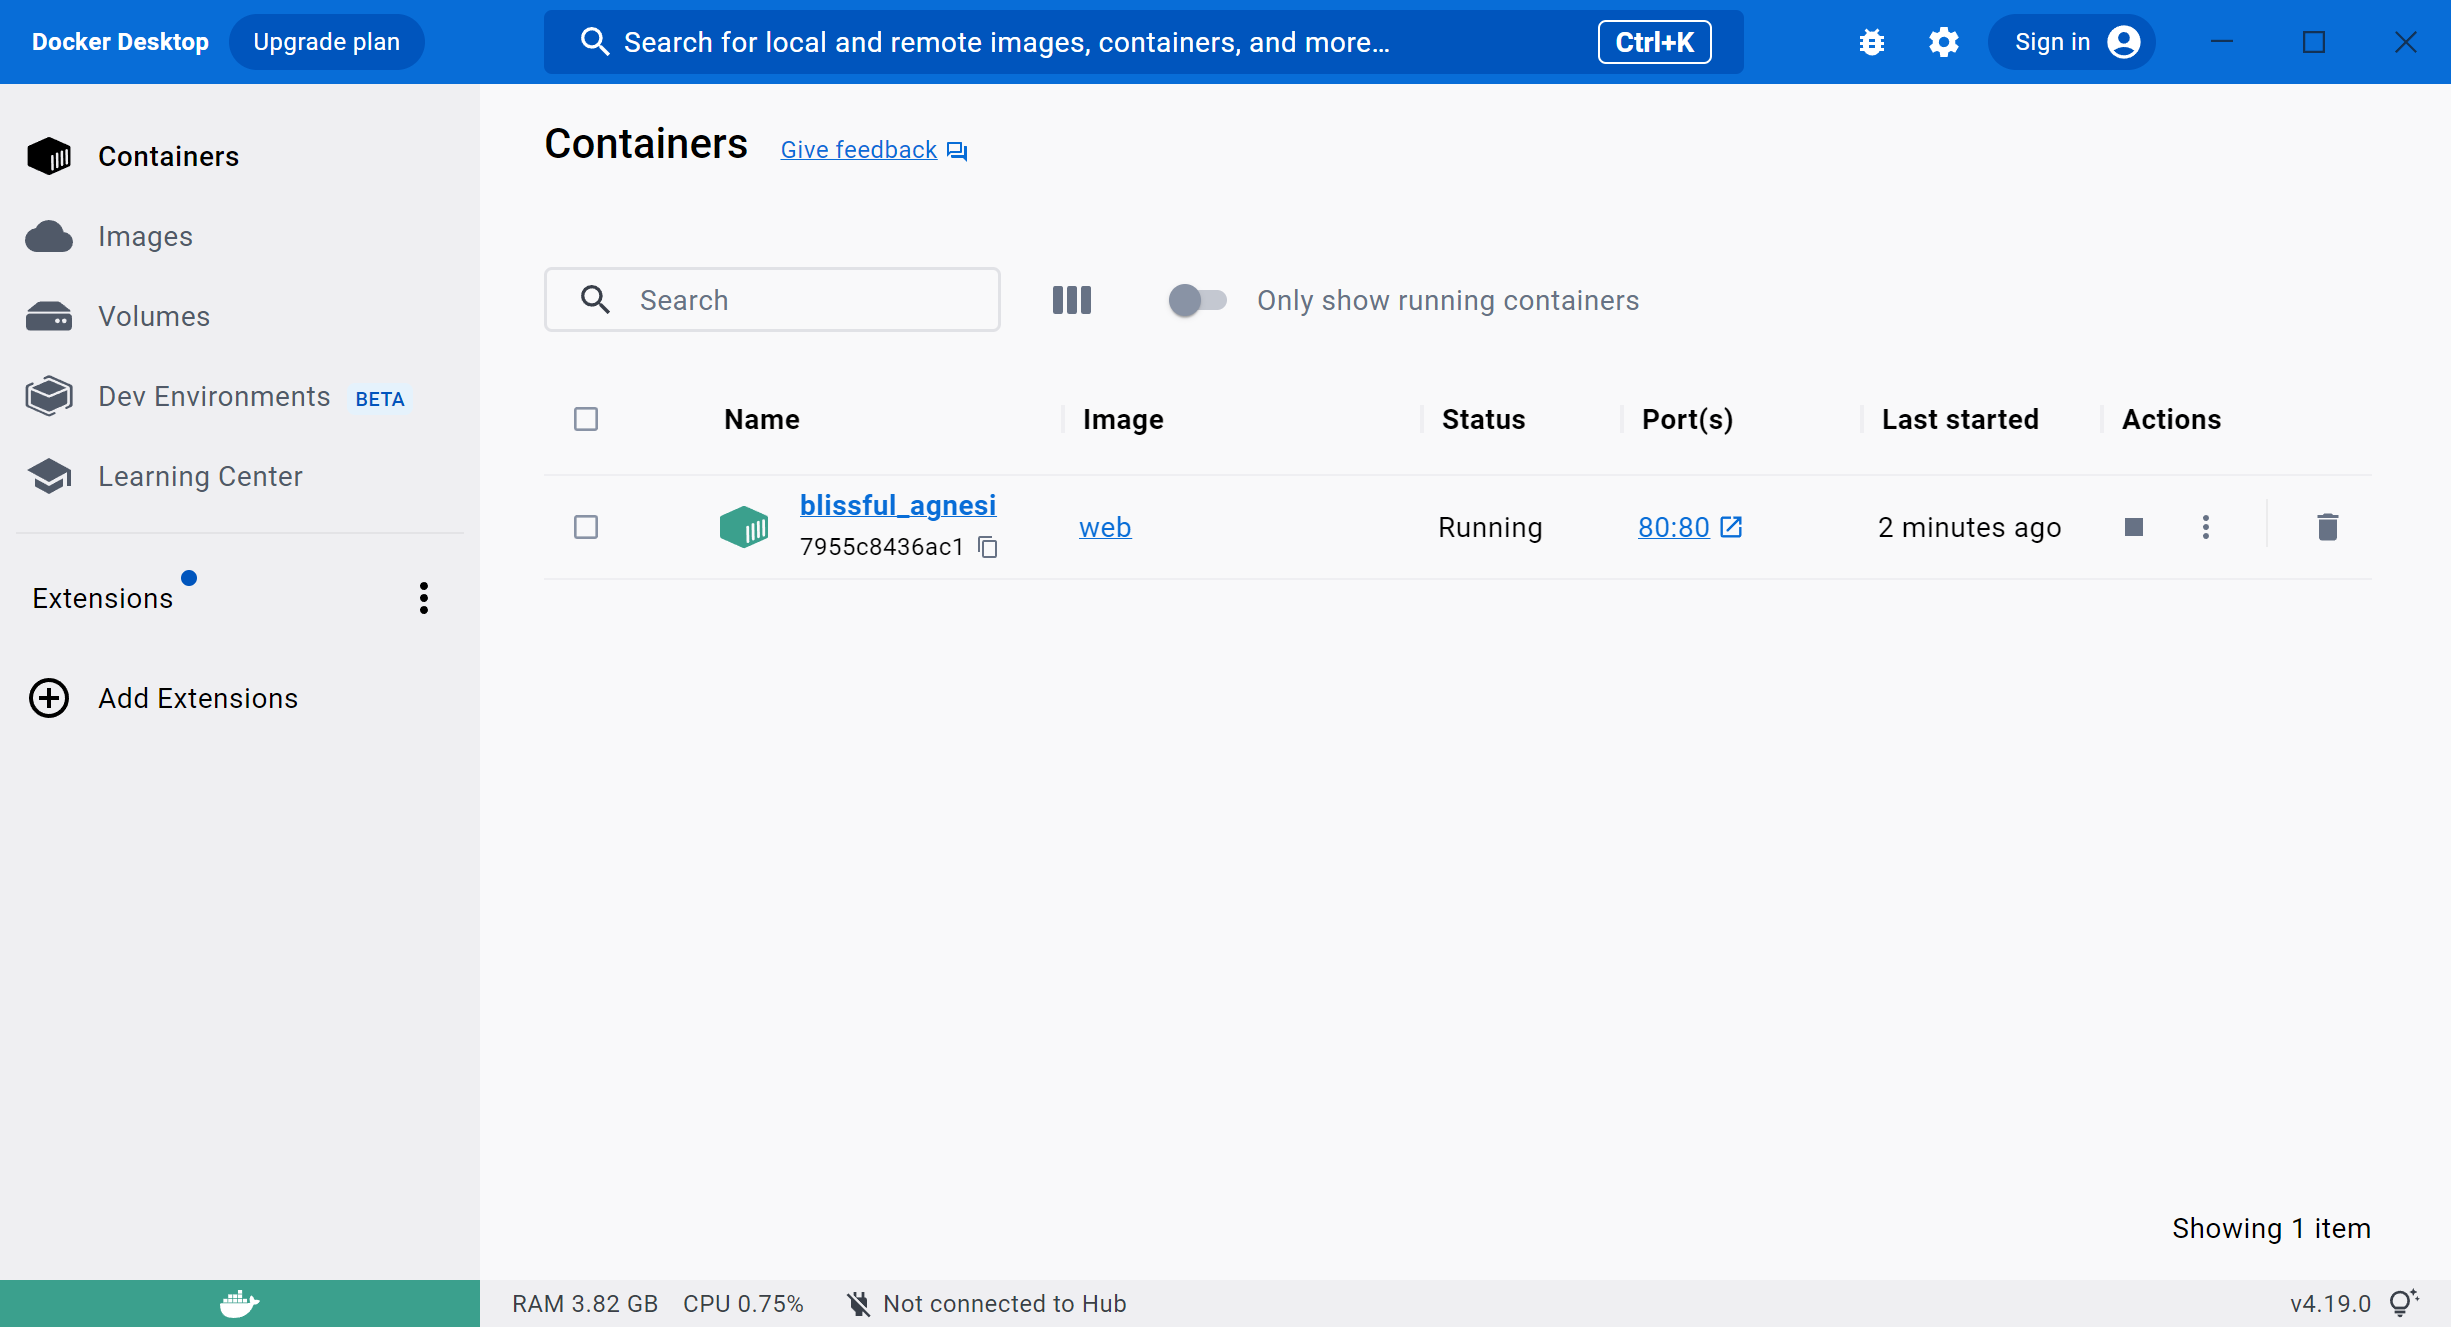 Docker Desktop Upgrade plan Search for local and remote images, containers, and more... Ctrl+K Sign in
Containers
Images
Volumes
Dev Environments BETA
Learning Center
Extensions
Add Extensions
Containers Give feedback
Search Only show running containers
Name Image Status Port(s) Last started Actions
blissful_agnesi
7955c8436ac1
web Running 80:80 2 minutes ago
Showing 1 item
RAM 3.82 GB CPU 0.75% Not connected to Hub v4.19.0